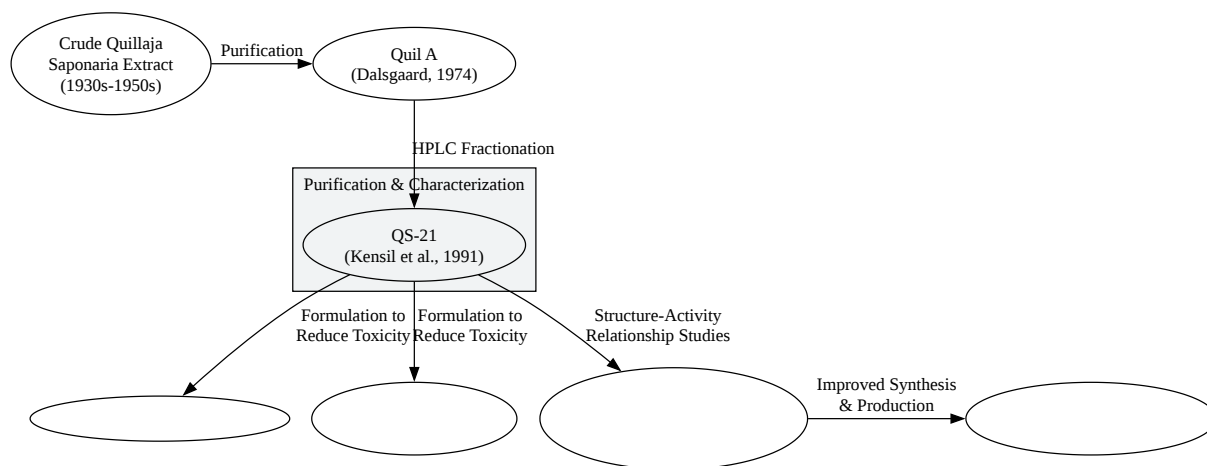 Crude Quillaja
Saponaria Extract
(1930s-1950s)
Purification
Quil A
(Dalsgaard, 1974)
HPLC Fractionation
Purification & Characterization
QS-21
(Kensil et al., 1991)
Formulation to
Reduce Toxicity
Formulation to
Reduce Toxicity
Structure-Activity
Relationship Studies
Improved Synthesis
& Production